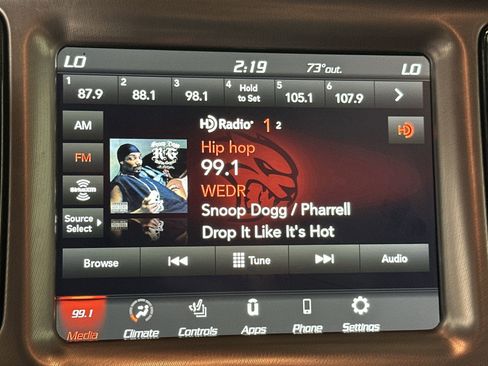 LO 2:19 73°out. LO
1 87.9 2 88.1 3 98.1 4 Hold to Set 5 105.1 6 107.9
AM
HD Radio 1 2
HD
Hip hop
FM
99.1
SiriusXM
WEDR
Source Select
Snoop Dogg / Pharrell
Drop It Like It's Hot
Browse Tune Audio
99.1
Media Climate Controls Apps Phone Settings